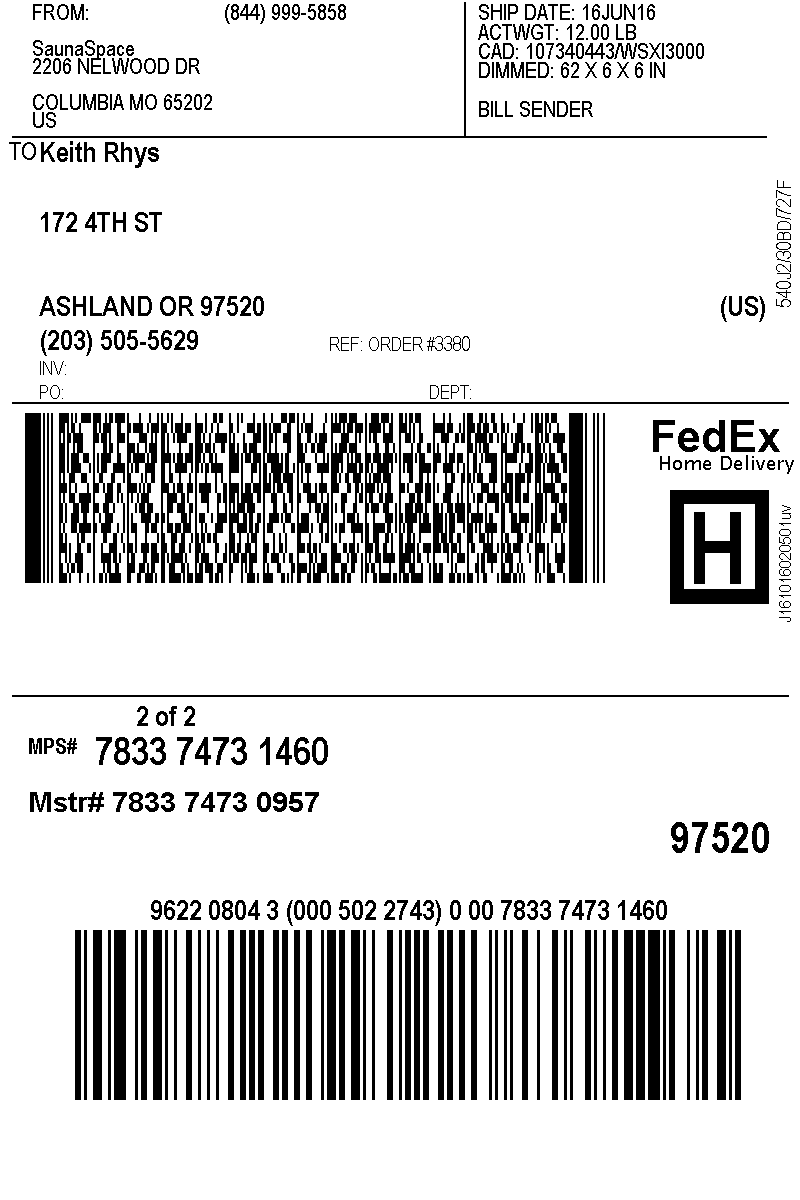 FROM: (844) 999-5858
SaunaSpace
2206 NELWOOD DR
COLUMBIA MO 65202
US
SHIP DATE: 16JUN16
ACTWGT: 12.00 LB
CAD: 107340443/WSXI3000
DIMMED: 62 X 6 X 6 IN
BILL SENDER
TO Keith Rhys
172 4TH ST
ASHLAND OR 97520 (US)
(203) 505-5629 REF: ORDER #3380
INV:
PO: DEPT:
540J2/30BD/727F
FedEx
Home Delivery
H
J161016020501uv
2 of 2
MPS# 7833 7473 1460
Mstr# 7833 7473 0957
97520
9622 0804 3 (000 502 2743) 0 00 7833 7473 1460